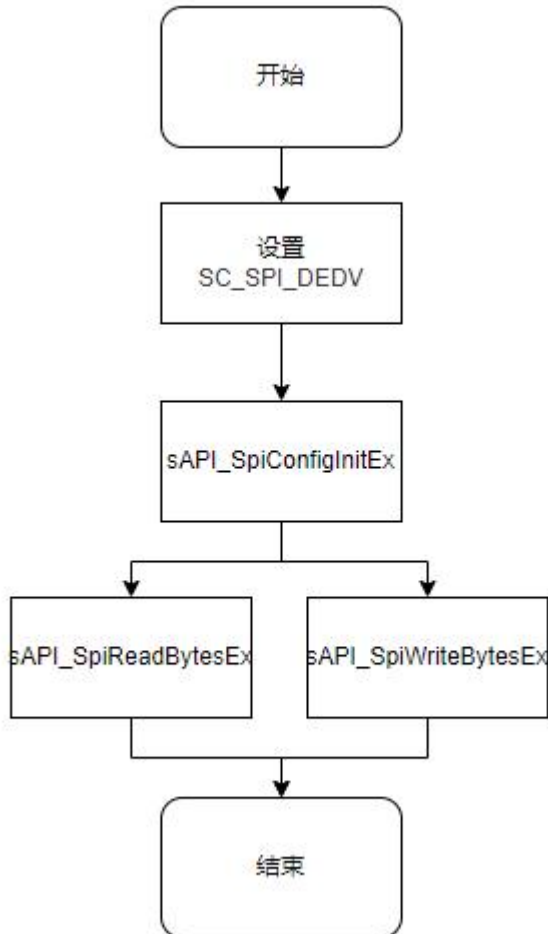 开始
设置
SC_SPI_DEDV
sAPI_SpiConfigInitEx
sAPI_SpiReadBytesEx
sAPI_SpiWriteBytesEx
结束